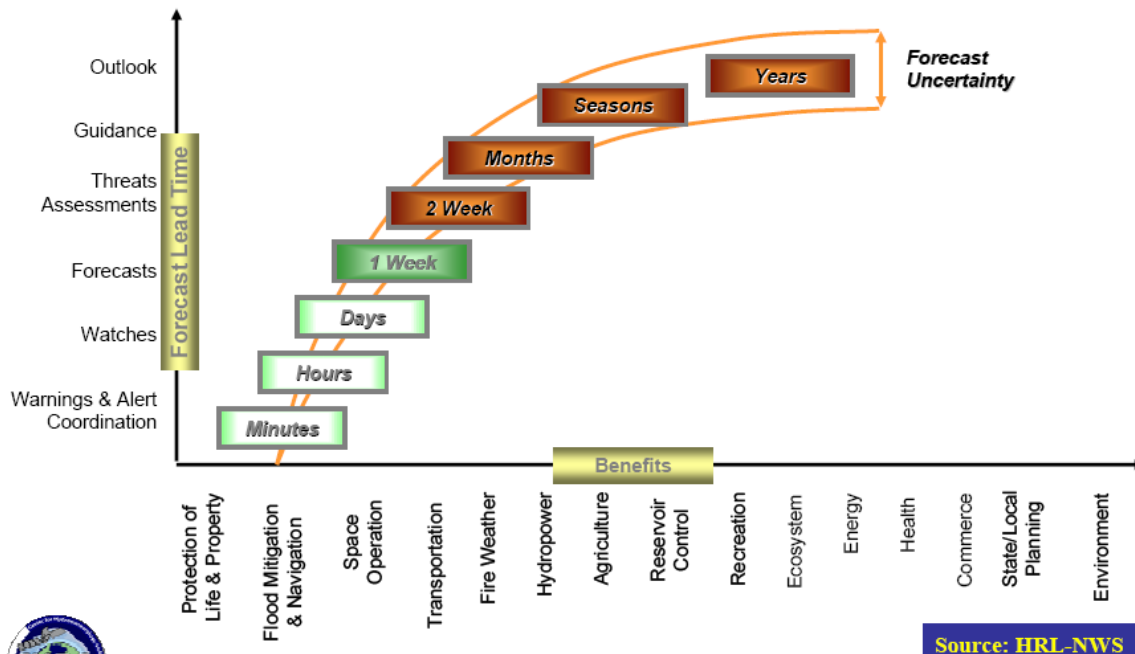 Outlook
Guidance
Threats
Assessments
Forecasts
Watches
Warnings & Alert
Coordination
Forecast Lead Time
Years
Seasons
Months
2 Week
1 Week
Days
Hours
Minutes
Forecast
Uncertainty
Benefits
Protection of
Life & Property
Flood Mitigation
& Navigation
Space
Operation
Transportation
Fire Weather
Hydropower
Agriculture
Reservoir
Control
Recreation
Ecosystem
Energy
Health
Commerce
State/Local
Planning
Environment
Source: HRL-NWS